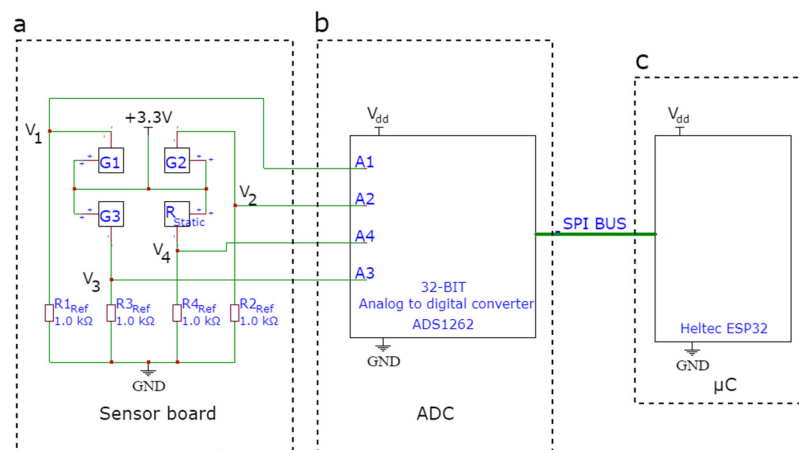 a
b
c
+3.3V
V1
G1
G2
G3
R Static
V2
V3
V4
R1Ref
1.0 kΩ
R3Ref
1.0 kΩ
R4Ref
1.0 kΩ
R2Ref
1.0 kΩ
GND
Sensor board
Vdd
A1
A2
A4
A3
32-BIT
Analog to digital converter
ADS1262
GND
ADC
SPI BUS
Vdd
Heltec ESP32
GND
µC